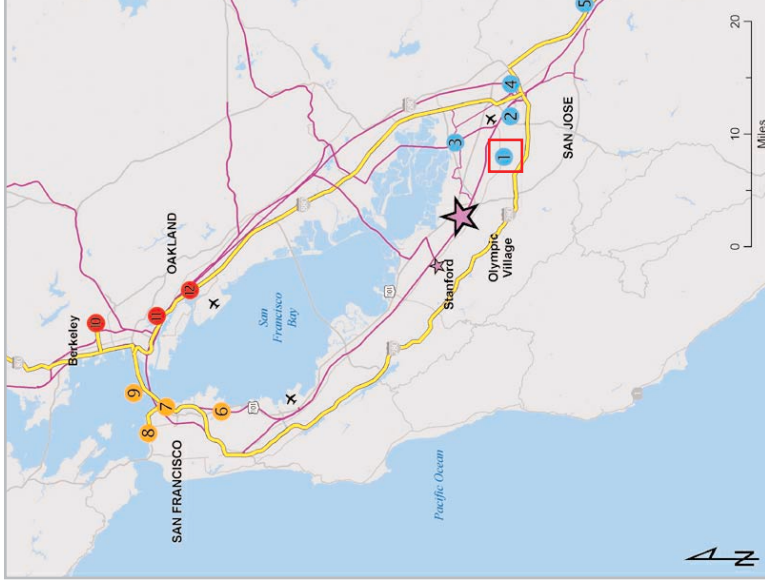 Berkeley
10
9
8
11
7
OAKLAND
SAN FRANCISCO
12
6
101
San
Francisco
Bay
101
Pacific Ocean
Stanford
3
Olympic
Village
1
2
4
SAN JOSE
5
N
0 10 20
Miles